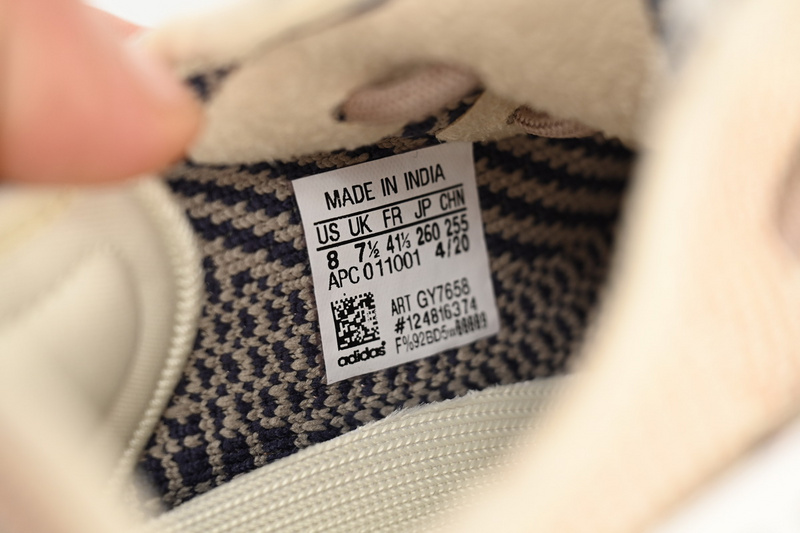 MADE IN INDIA
US UK FR JP CHN
8 7½ 41⅓ 260 255
APC 011001 4/20
ART GY7658
#124816374
adidas